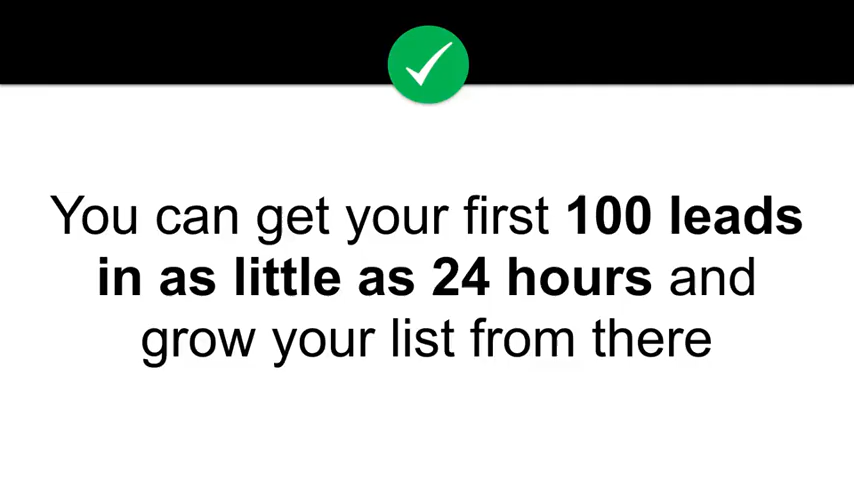 You can get your first 100 leads
in as little as 24 hours and
grow your list from there